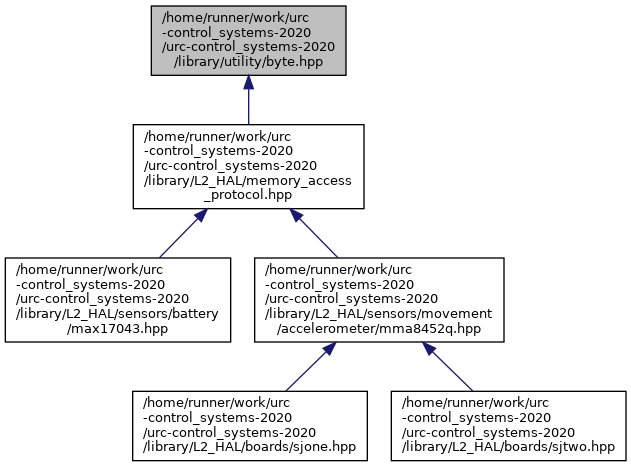 /home/runner/work/urc
-control_systems-2020
/urc-control_systems-2020
/library/utility/byte.hpp
/home/runner/work/urc
-control_systems-2020
/urc-control_systems-2020
/library/L2_HAL/memory_access
_protocol.hpp
/home/runner/work/urc
-control_systems-2020
/urc-control_systems-2020
/library/L2_HAL/sensors/battery
/max17043.hpp
/home/runner/work/urc
-control_systems-2020
/urc-control_systems-2020
/library/L2_HAL/sensors/movement
/accelerometer/mma8452q.hpp
/home/runner/work/urc
-control_systems-2020
/urc-control_systems-2020
/library/L2_HAL/boards/sjone.hpp
/home/runner/work/urc
-control_systems-2020
/urc-control_systems-2020
/library/L2_HAL/boards/sjtwo.hpp